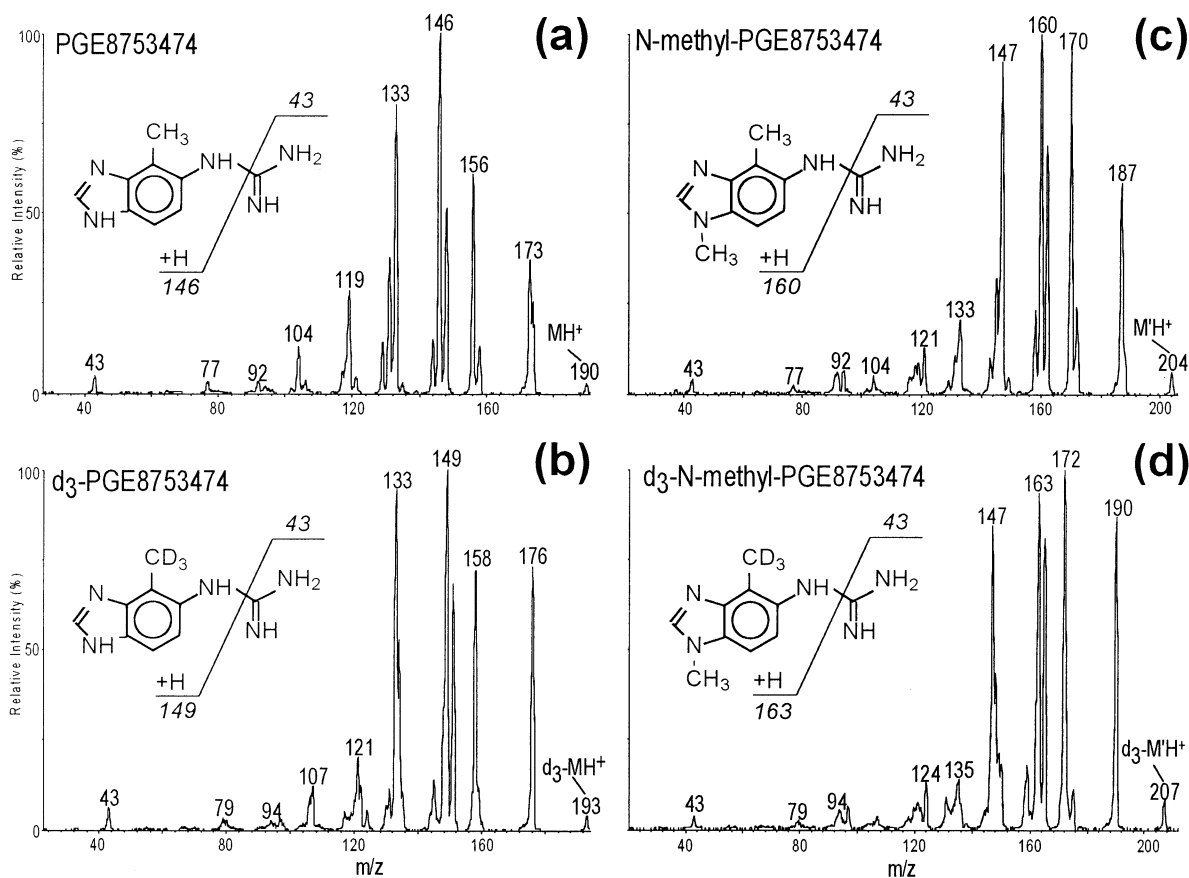 PGE8753474
(a)
Relative Intensity (%)
100
50
0
43
77
92
104
119
133
146
156
173
MH+
190
CH3
N
NH
NH
NH2
NH
43
+H
146
40
80
120
160
N-methyl-PGE8753474
(c)
43
77
92
104
121
133
147
160
170
187
M'H+
204
CH3
N
N
CH3
NH
NH2
NH
43
+H
160
40
80
120
160
200
d3-PGE8753474
(b)
Relative Intensity (%)
100
50
0
43
79
94
107
121
133
149
158
176
d3-MH+
193
CD3
N
NH
NH
NH2
NH
43
+H
149
40
80
120
160
m/z
d3-N-methyl-PGE8753474
(d)
43
79
94
124
135
147
163
172
190
d3-M'H+
207
CD3
N
N
CH3
NH
NH2
NH
43
+H
163
40
80
120
160
200
m/z